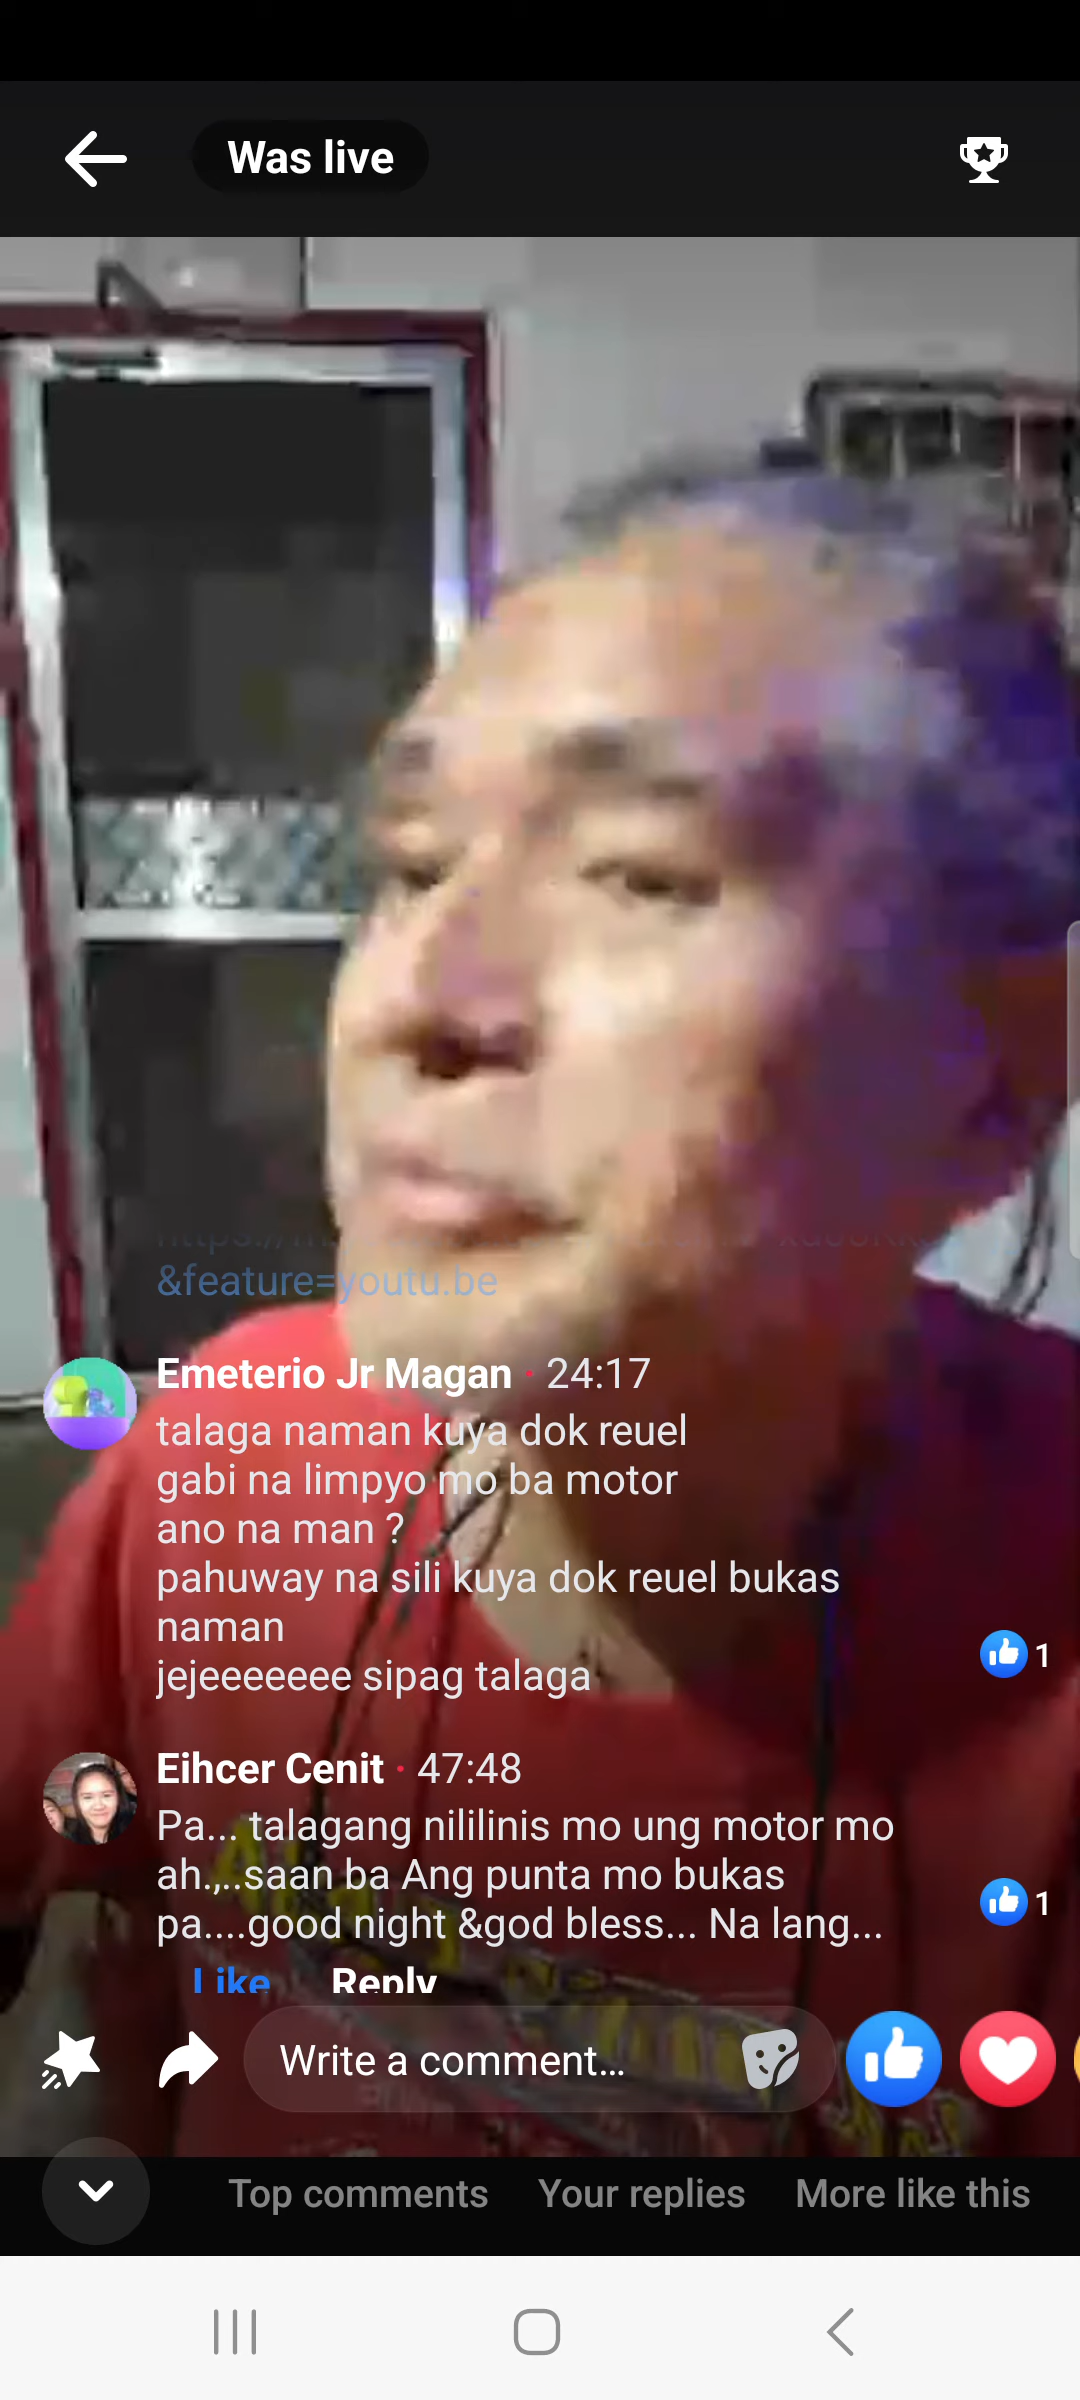 Was live
&feature=youtu.be
Emeterio Jr Magan · 24:17
talaga naman kuya dok reuel
gabi na limpyo mo ba motor
ano na man ?
pahuway na sili kuya dok reuel bukas
naman
jejeeeeeee sipag talaga
1
Eihcer Cenit · 47:48
Pa... talagang nililinis mo ung motor mo
ah.,..saan ba Ang punta mo bukas
pa....good night &god bless... Na lang...
1
Like Reply
Write a comment...
Top comments Your replies More like this